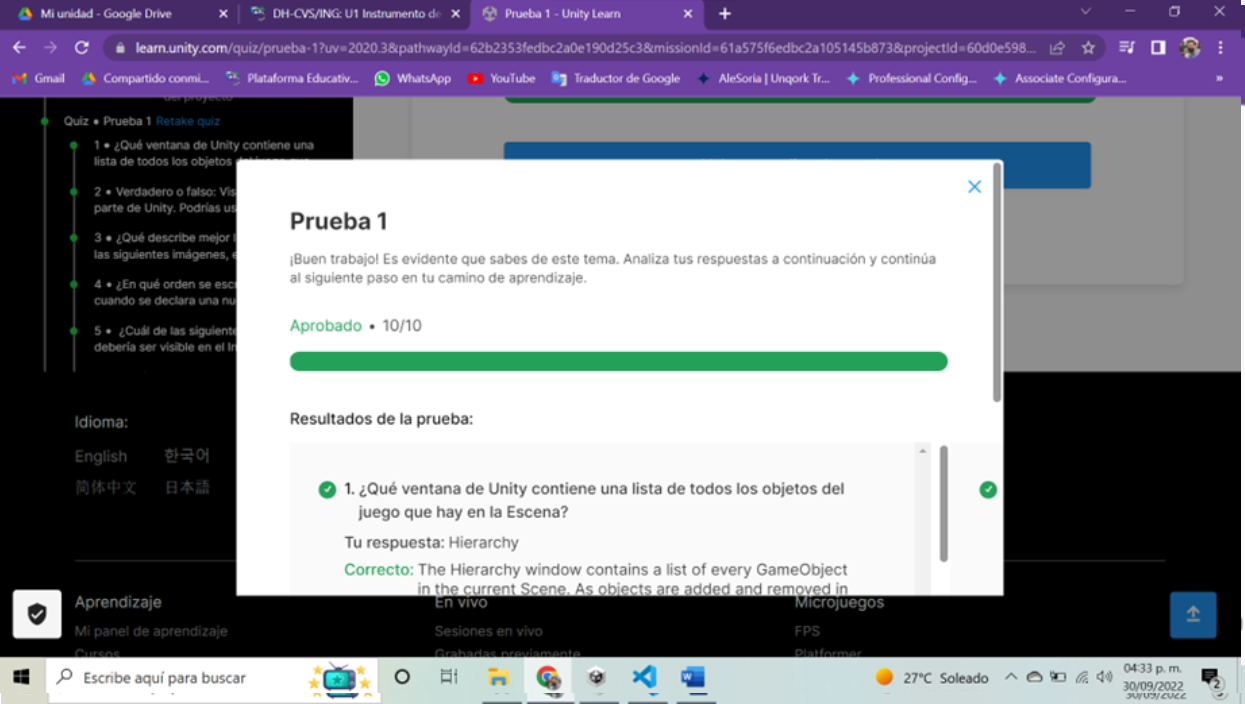 Mi unidad - Google Drive
DH-CVS/ING: U1 Instrumento de
Prueba 1 - Unity Learn
learn.unity.com/quiz/prueba-1?uv=2020.3&pathwayId=62b2353fedbc2a0e190d25c3&missionId=61a575f6edbc2a105145b873&projectId=60d0e598...
Gmail
Compartido conmi...
Plataforma Educativ...
WhatsApp
YouTube
Traductor de Google
AleSoria | Unqork Tr...
Professional Config...
Associate Configura...
»
del proyecto
Quiz • Prueba 1 Retake quiz
1 • ¿Qué ventana de Unity contiene una
lista de todos los objetos
2 • Verdadero o falso: Vis
parte de Unity. Podrías us
3 • ¿Qué describe mejor
las siguientes imágenes, e
4 • ¿En qué orden se esc
cuando se declara una nu
5 • ¿Cuál de las siguiente
debería ser visible en el In
Prueba 1
¡Buen trabajo! Es evidente que sabes de este tema. Analiza tus respuestas a continuación y continúa
al siguiente paso en tu camino de aprendizaje.
Aprobado • 10/10
Resultados de la prueba:
1. ¿Qué ventana de Unity contiene una lista de todos los objetos del
juego que hay en la Escena?
Tu respuesta: Hierarchy
Correcto: The Hierarchy window contains a list of every GameObject
in the current Scene. As objects are added and removed in
Idioma:
English 한국어
简体中文 日本語
Aprendizaje
Mi panel de aprendizaje
Cursos
En vivo
Sesiones en vivo
Grabadas previamente
Microjuegos
FPS
Platformer
Escribe aquí para buscar
27°C Soleado
04:33 p. m.
30/09/2022
2